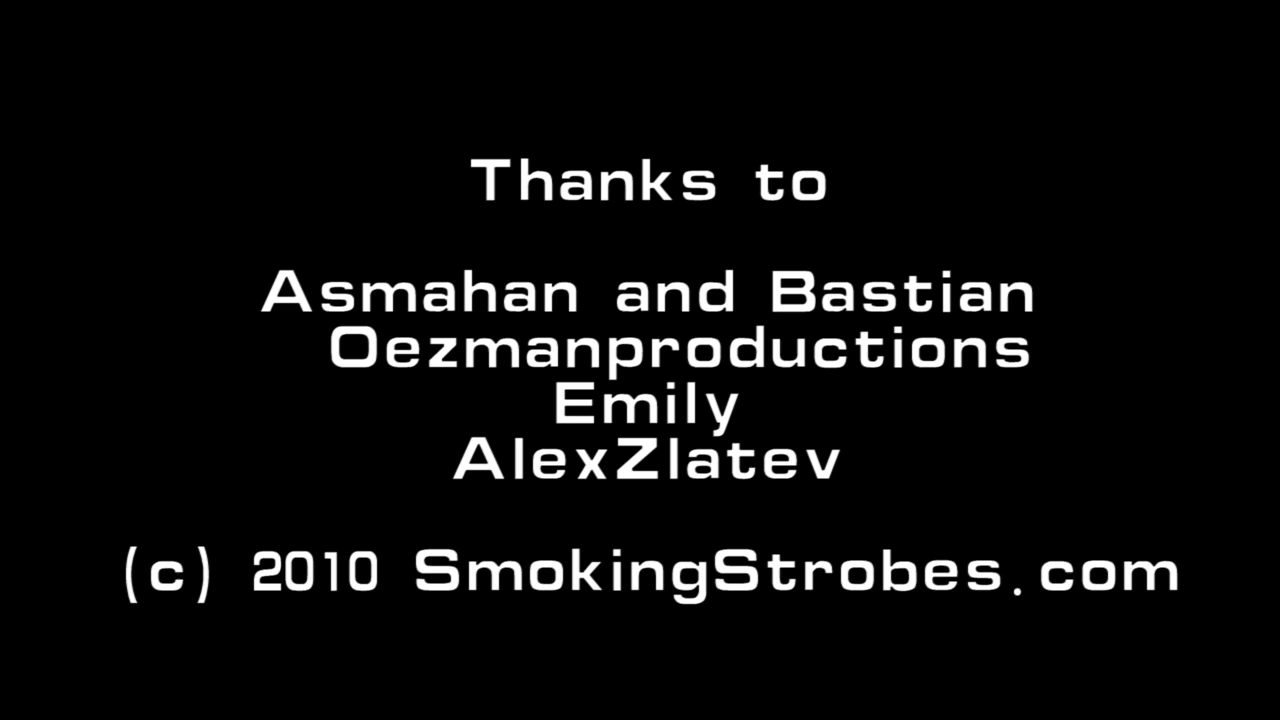 Thanks to
Asmahan and Bastian
Oezmanproductions
Emily
AlexZlatev
(c) 2010 SmokingStrobes.com